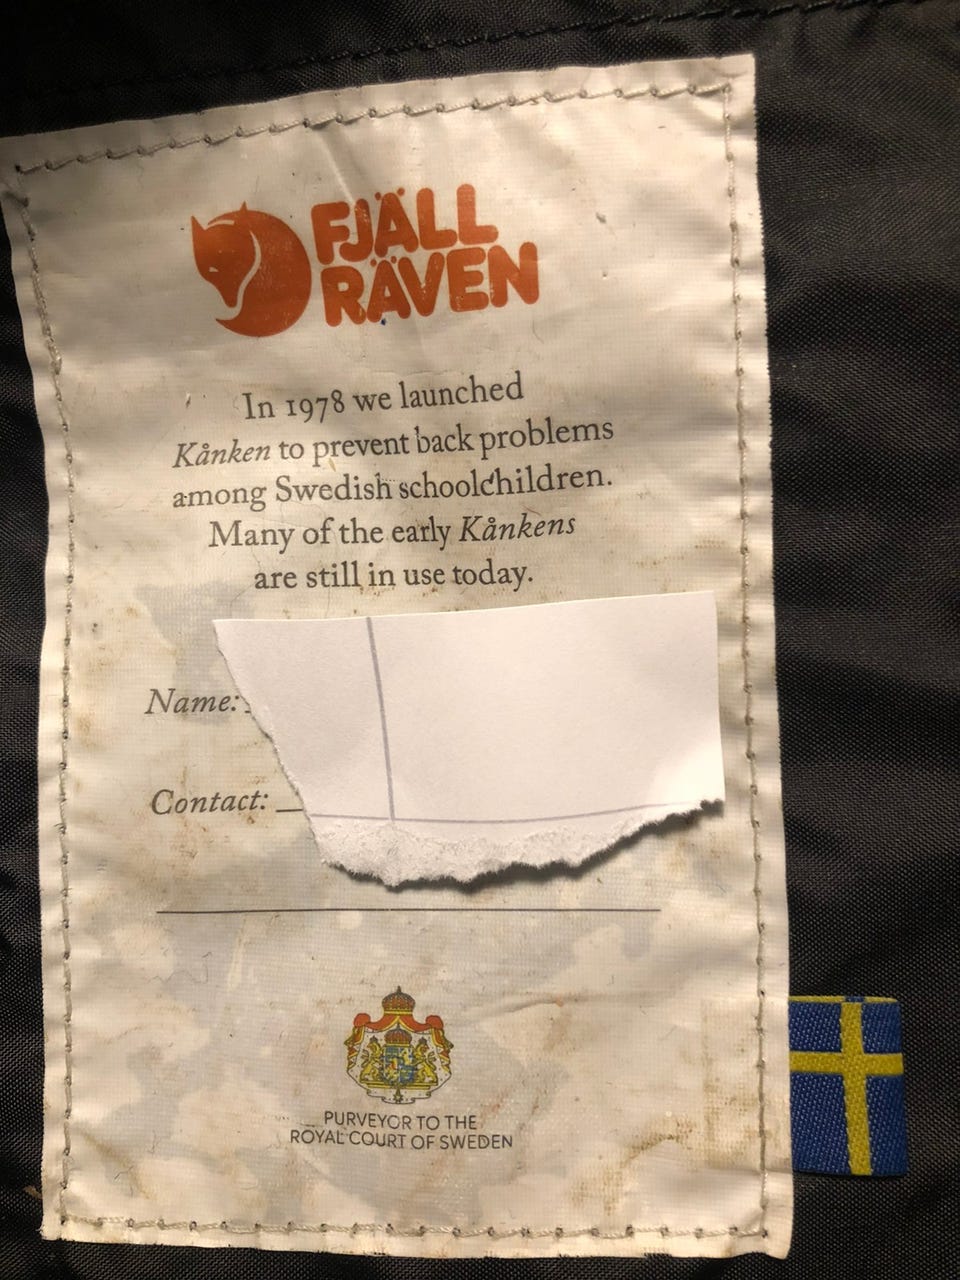 FJÄLL
RÄVEN
In 1978 we launched
Kånken to prevent back problems
among Swedish schoolchildren.
Many of the early Kånkens
are still in use today.
Name:
Contact:
PURVEYOR TO THE
ROYAL COURT OF SWEDEN